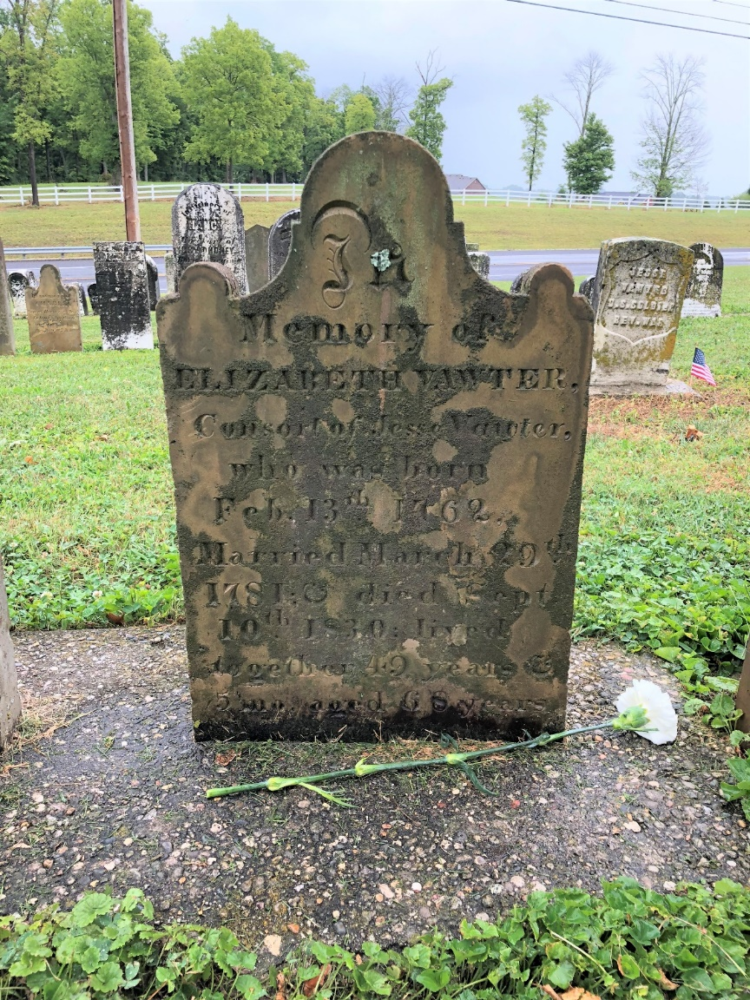 In
Memory of
ELIZABETH VAWTER,
Consort of Jesse Vawter,
who was born
Feb. 13th 1762.
Married March 29th
1781; & died Sept.
10th 1830: lived
together 49 years &
5 mo. aged 68 years
JESSE
VAWTER
U.S. SOLDIER
REV. WAR